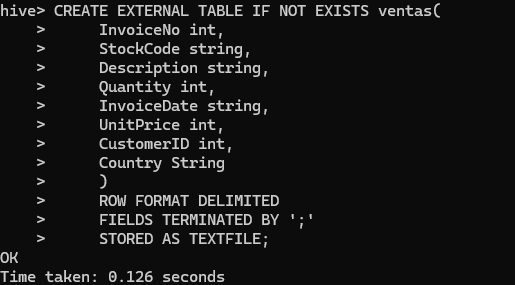 hive> CREATE EXTERNAL TABLE IF NOT EXISTS ventas(
    >      InvoiceNo int,
    >      StockCode string,
    >      Description string,
    >      Quantity int,
    >      InvoiceDate string,
    >      UnitPrice int,
    >      CustomerID int,
    >      Country String
    >      )
    >      ROW FORMAT DELIMITED
    >      FIELDS TERMINATED BY ';'
    >      STORED AS TEXTFILE;
OK
Time taken: 0.126 seconds